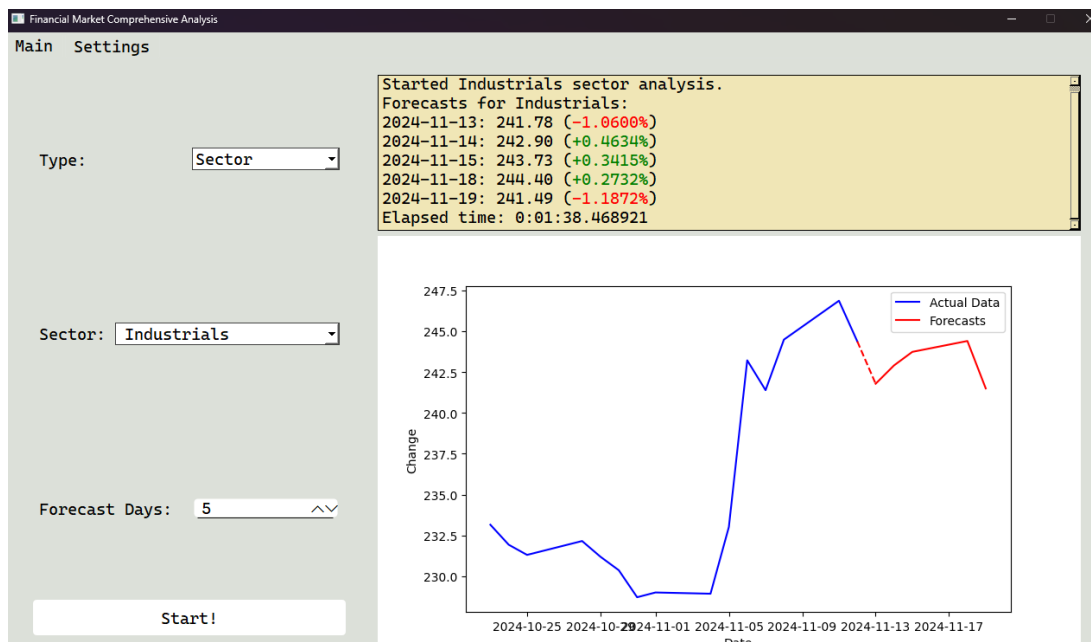 Financial Market Comprehensive Analysis
Main Settings
Started Industrials sector analysis.
Forecasts for Industrials:
2024-11-13: 241.78 (-1.0600%)
2024-11-14: 242.90 (+0.4634%)
2024-11-15: 243.73 (+0.3415%)
2024-11-18: 244.40 (+0.2732%)
2024-11-19: 241.49 (-1.1872%)
Elapsed time: 0:01:38.468921
Type: Sector
Sector: Industrials
Forecast Days: 5
Start!
Actual Data
Forecasts
247.5
245.0
242.5
240.0
237.5
235.0
232.5
230.0
Change
2024-10-25 2024-10-29 2024-11-01 2024-11-05 2024-11-09 2024-11-13 2024-11-17
Date